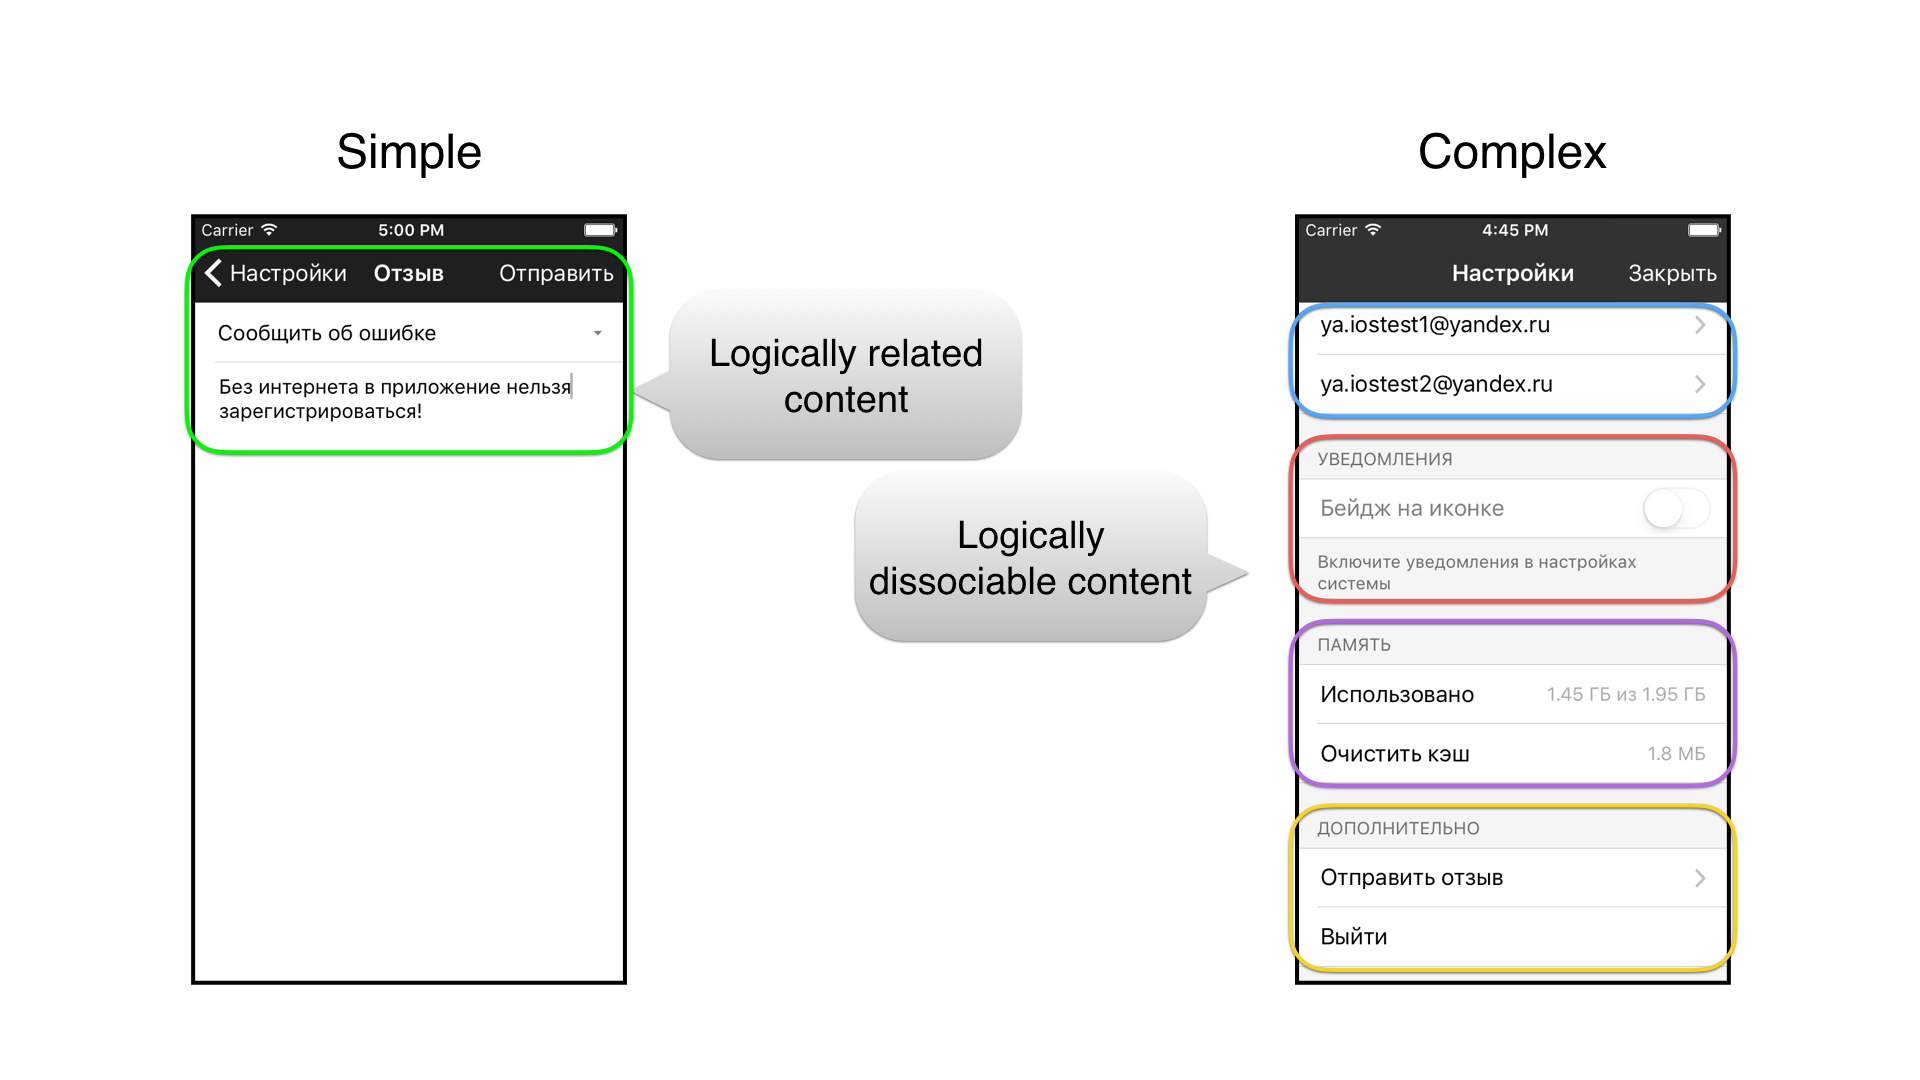 Simple
Carrier 5:00 PM
Настройки Отзыв Отправить
Сообщить об ошибке
Без интернета в приложение нельзя
зарегистрироваться!
Logically related
content
Logically
dissociable content
Complex
Carrier 4:45 PM
Настройки Закрыть
ya.iostest1@yandex.ru
ya.iostest2@yandex.ru
УВЕДОМЛЕНИЯ
Бейдж на иконке
Включите уведомления в настройках
системы
ПАМЯТЬ
Использовано 1.45 ГБ из 1.95 ГБ
Очистить кэш 1.8 МБ
ДОПОЛНИТЕЛЬНО
Отправить отзыв
Выйти